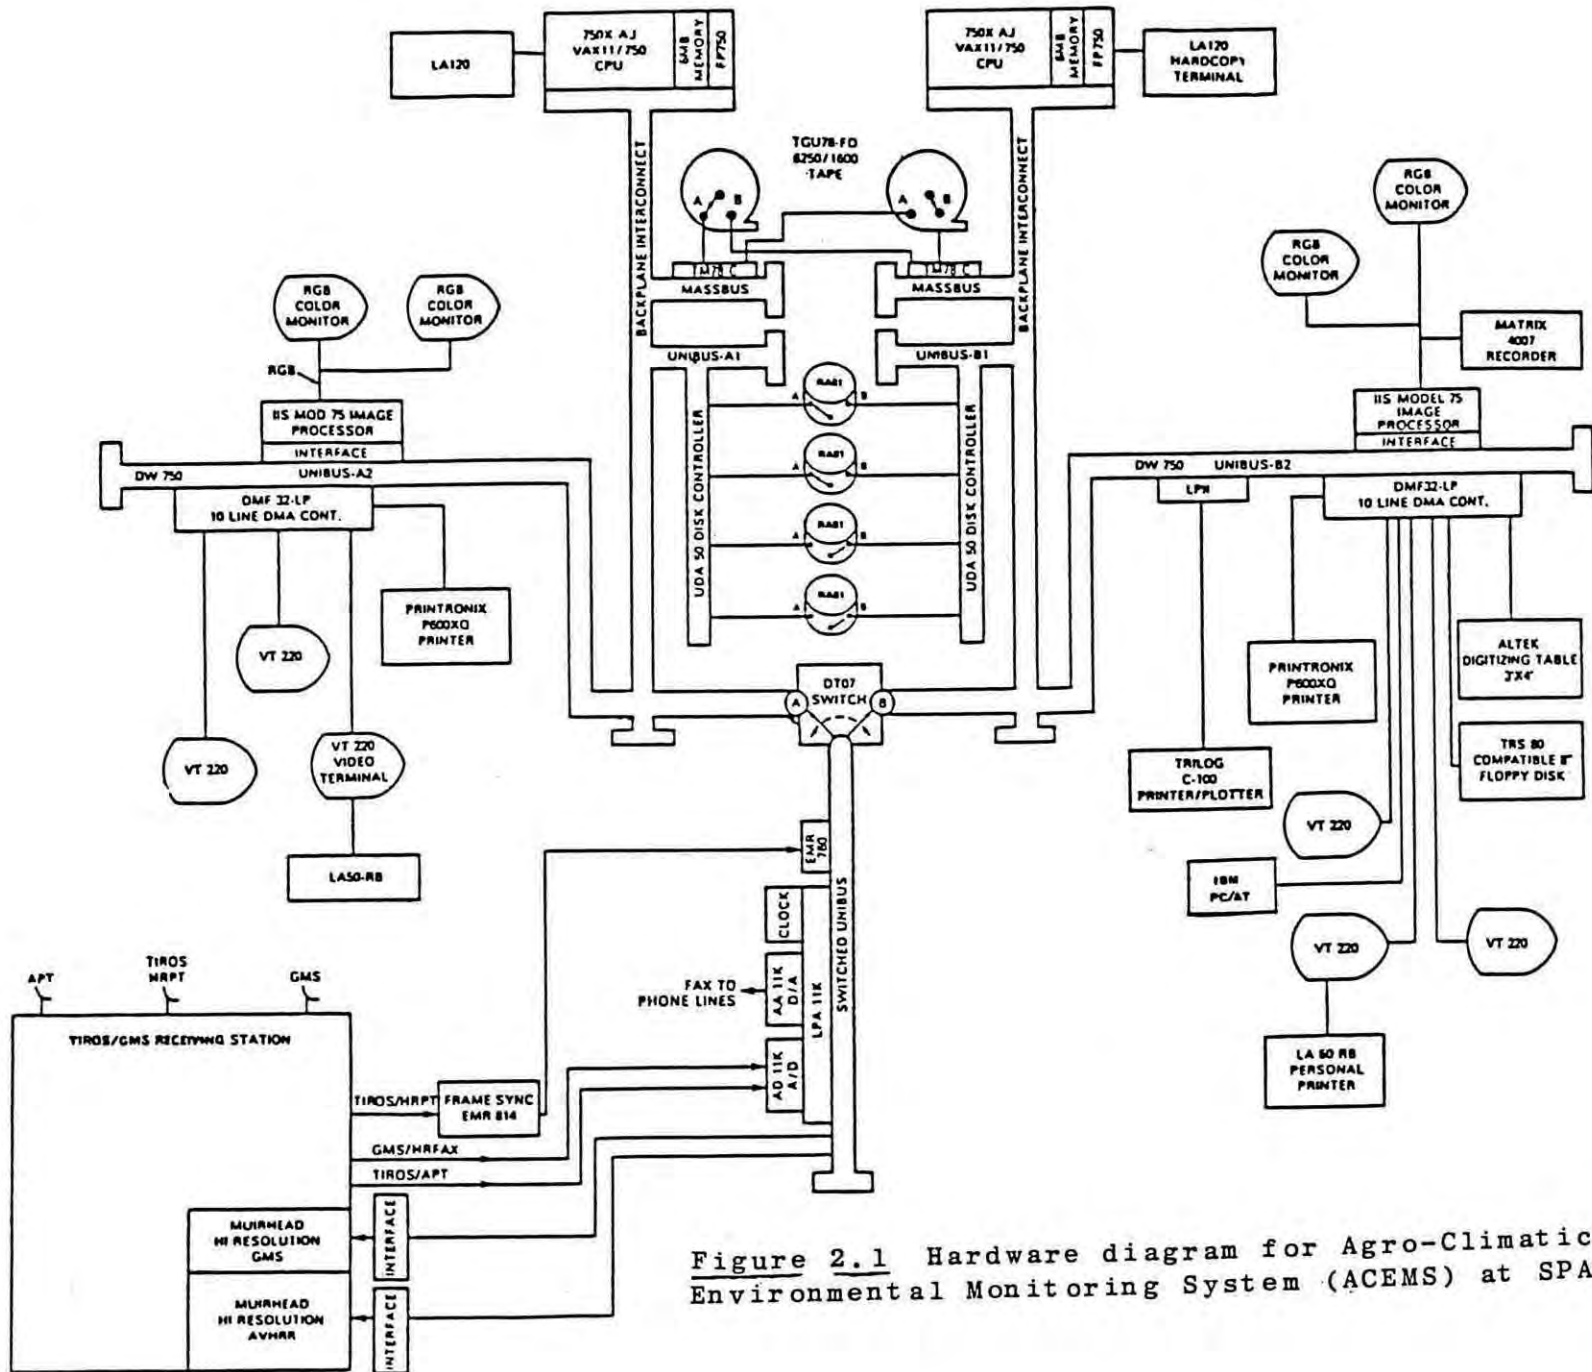 LA120
750X AJ
VAX11/750
CPU
6MB
MEMORY
FP750
750X AJ
VAX11/750
CPU
6MB
MEMORY
FP750
LA120
HARDCOPY
TERMINAL
BACKPLANE INTERCONNECT
TGU78-FD
6250/1600
TAPE
A
B
A
B
BACKPLANE INTERCONNECT
TM78 C
MASSBUS
TM78 C
MASSBUS
UNIBUS-A1
UNIBUS-B1
RGB
COLOR
MONITOR
RGB
COLOR
MONITOR
RGB
IIS MOD 75 IMAGE
PROCESSOR
INTERFACE
DW 750
UNIBUS-A2
DMF 32-LP
10 LINE DMA CONT.
PRINTRONIX
P600XQ
PRINTER
VT 220
VT 220
VT 220
VIDEO
TERMINAL
LA50-RB
UDA 50 DISK CONTROLLER
RA81
A
B
RA81
A
B
RA81
A
B
RA81
A
B
UDA 50 DISK CONTROLLER
RGB
COLOR
MONITOR
RGB
COLOR
MONITOR
MATRIX
4007
RECORDER
IIS MODEL 75
IMAGE
PROCESSOR
INTERFACE
DW 750
UNIBUS-B2
LPII
DMF32-LP
10 LINE DMA CONT.
PRINTRONIX
P600XQ
PRINTER
ALTEK
DIGITIZING TABLE
3'X4'
TRS 80
COMPATIBLE 8"
FLOPPY DISK
TRILOG
C-100
PRINTER/PLOTTER
VT 220
IBM
PC/AT
VT 220
VT 220
LA 50 RB
PERSONAL
PRINTER
DT07
SWITCH
A
B
EMR
760
SWITCHED UNIBUS
CLOCK
AA 11K
D/A
LPA 11K
AD 11K
A/D
FAX TO
PHONE LINES
APT
TIROS
HRPT
GMS
TIROS/GMS RECEIVING STATION
TIROS/HRPT
FRAME SYNC
EMR 814
GMS/HRFAX
TIROS/APT
MUIRHEAD
HI RESOLUTION
GMS
INTERFACE
MUIRHEAD
HI RESOLUTION
AVHRR
INTERFACE
Figure 2.1 Hardware diagram for Agro-Climatic
Environmental Monitoring System (ACEMS) at SPA